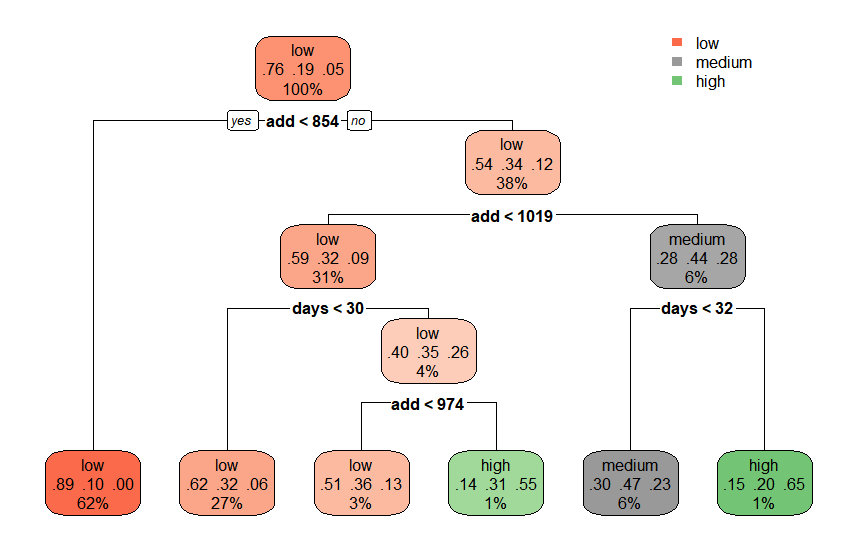 low
.76 .19 .05
100%
low
medium
high
yes add < 854 no
low
.54 .34 .12
38%
add < 1019
low
.59 .32 .09
31%
medium
.28 .44 .28
6%
days < 30
days < 32
low
.40 .35 .26
4%
add < 974
low
.89 .10 .00
62%
low
.62 .32 .06
27%
low
.51 .36 .13
3%
high
.14 .31 .55
1%
medium
.30 .47 .23
6%
high
.15 .20 .65
1%